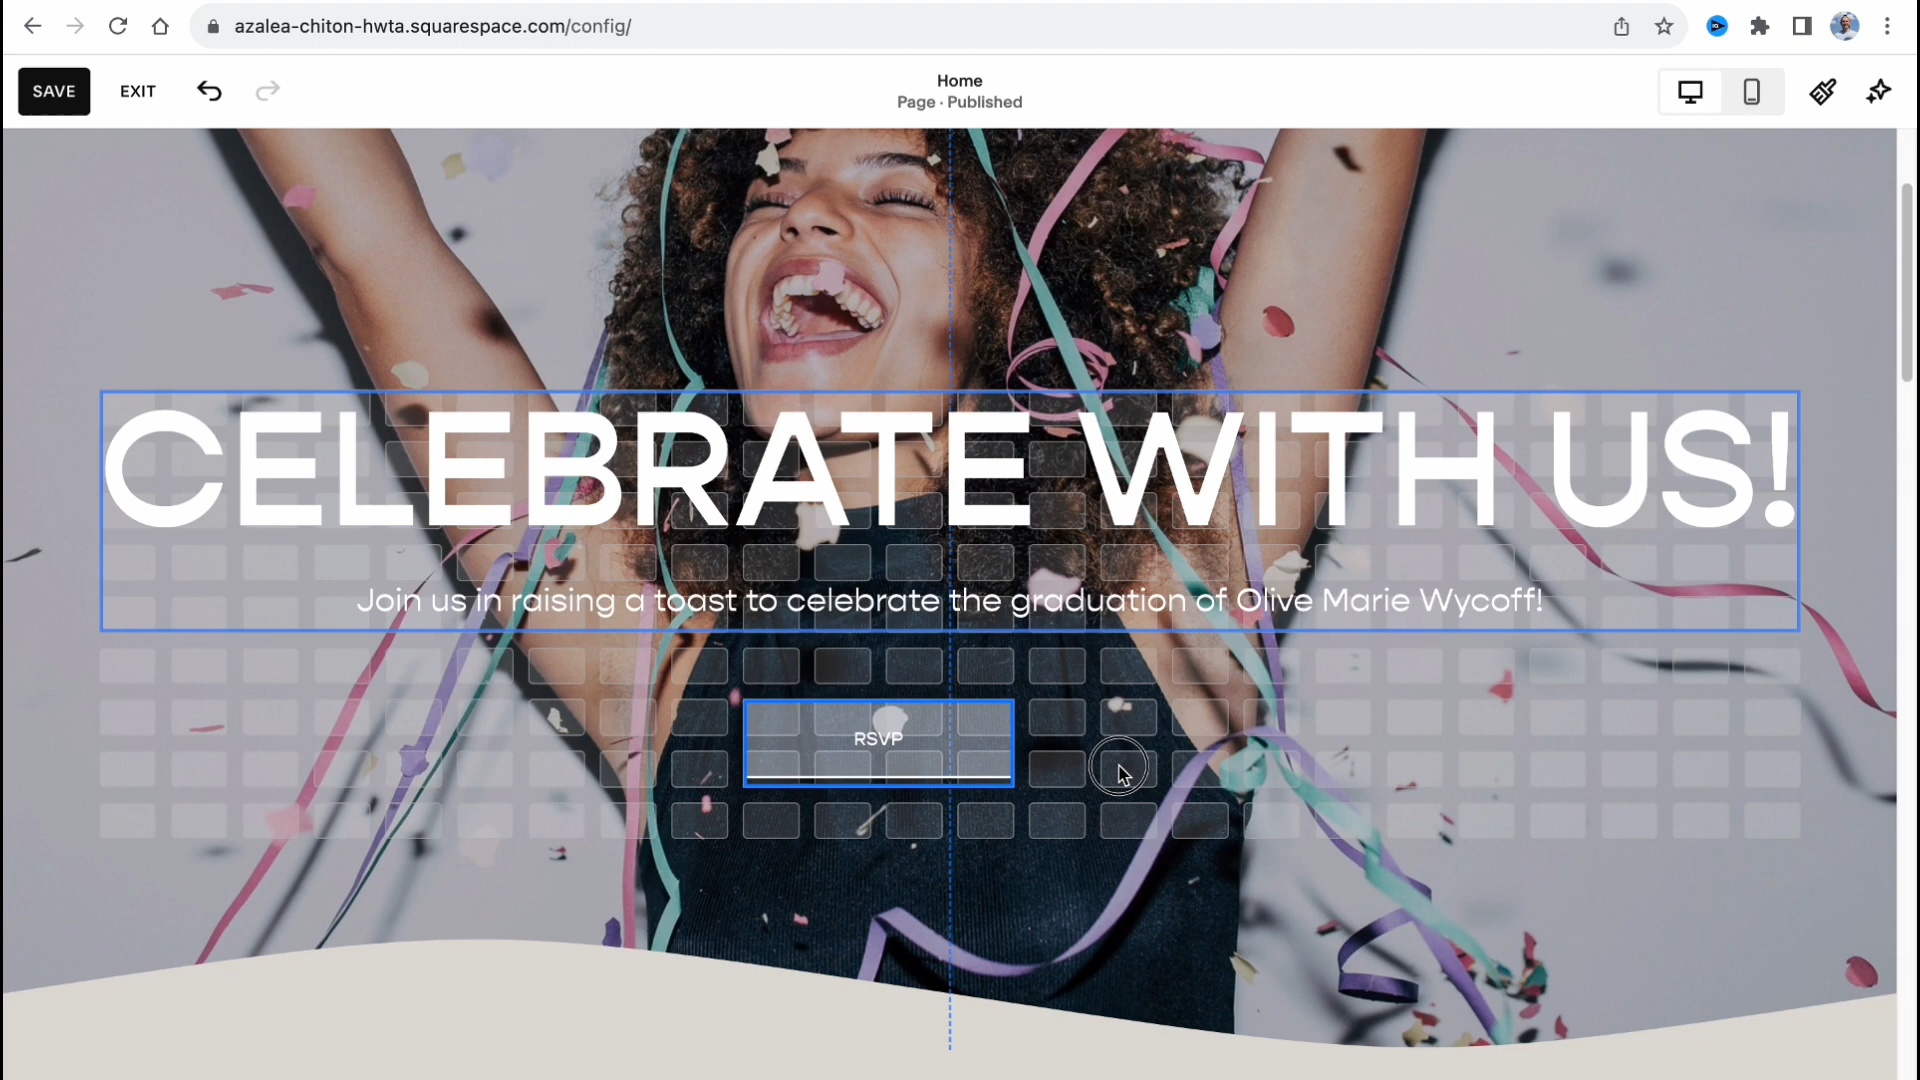 azalea-chiton-hwta.squarespace.com/config/
SAVE
EXIT
Home
Page · Published
CELEBRATE WITH US!
Join us in raising a toast to celebrate the graduation of Olive Marie Wycoff!
RSVP